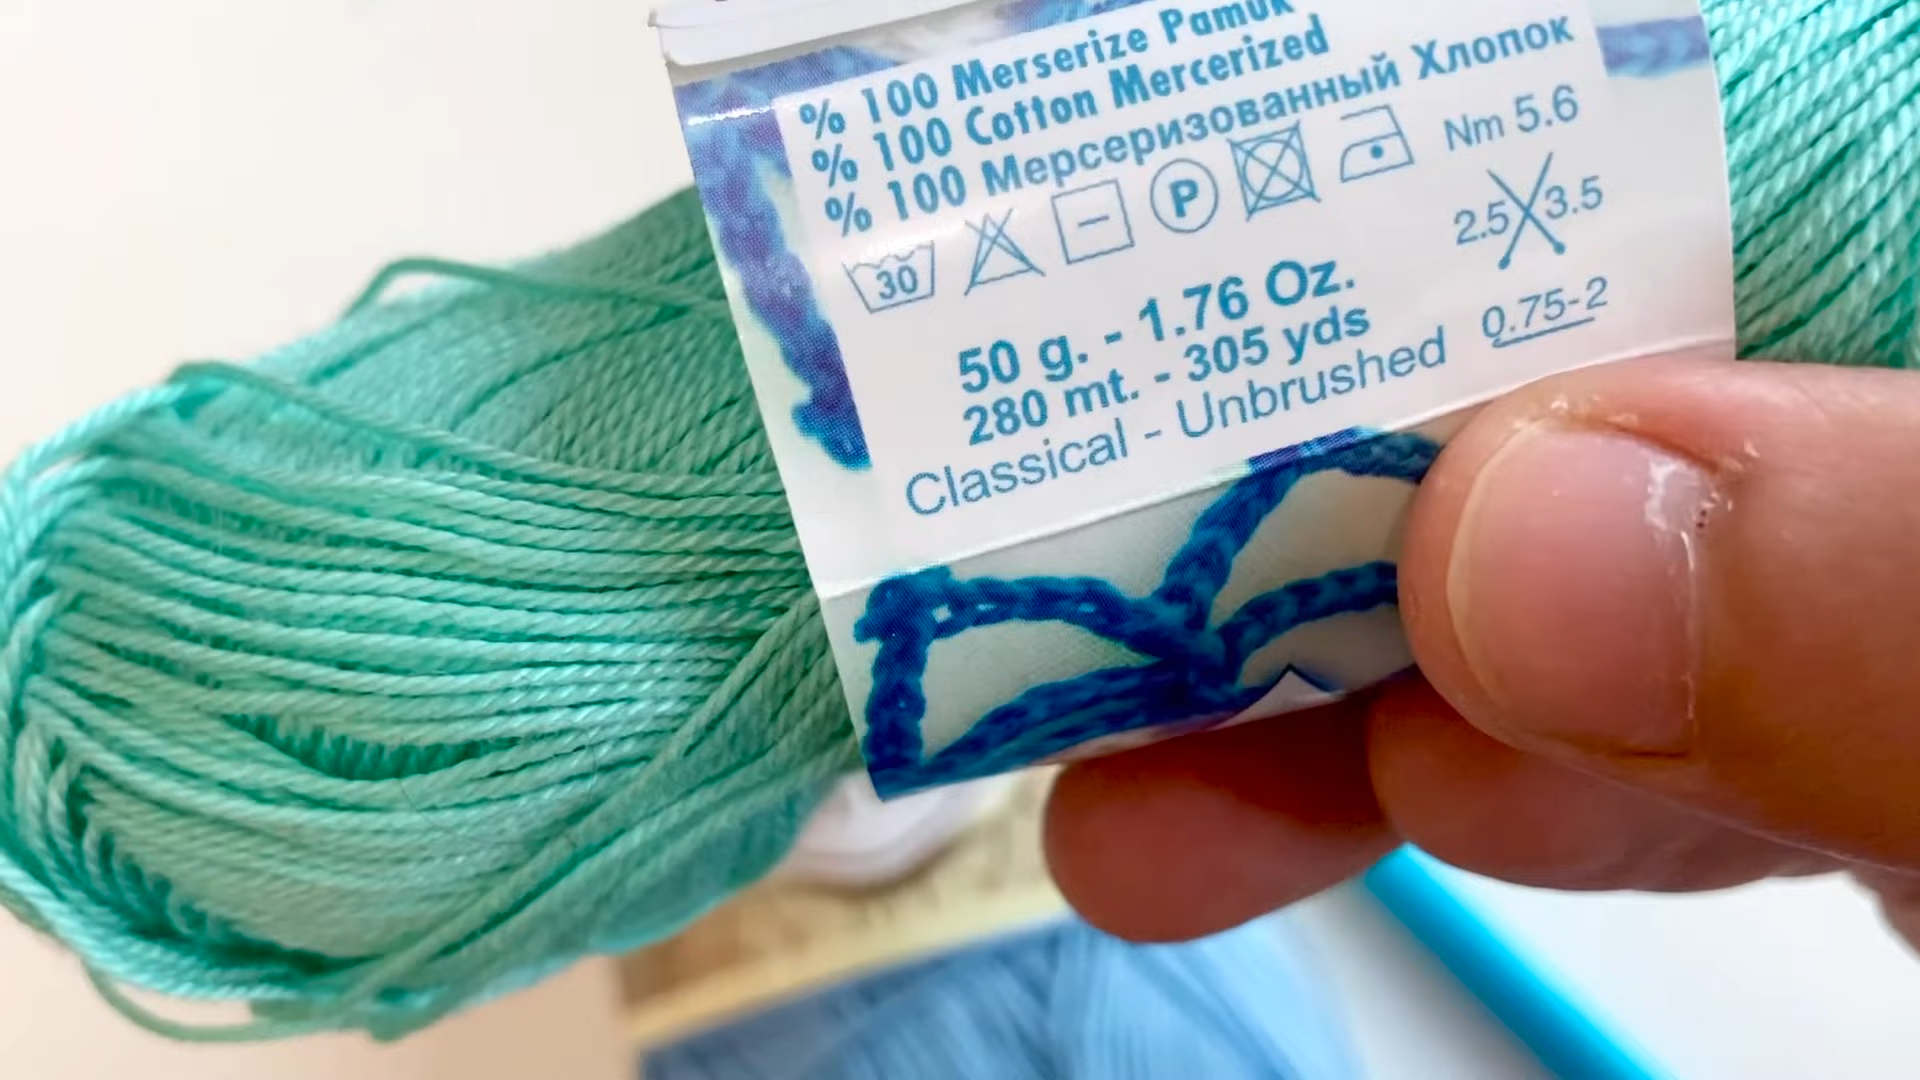 % 100 Merserize Pamuk
% 100 Cotton Mercerized
% 100 Мерсеризованный Хлопок
30
P
Nm 5.6
2.5 3.5
0.75-2
50 g. - 1.76 Oz.
280 mt. - 305 yds
Classical - Unbrushed